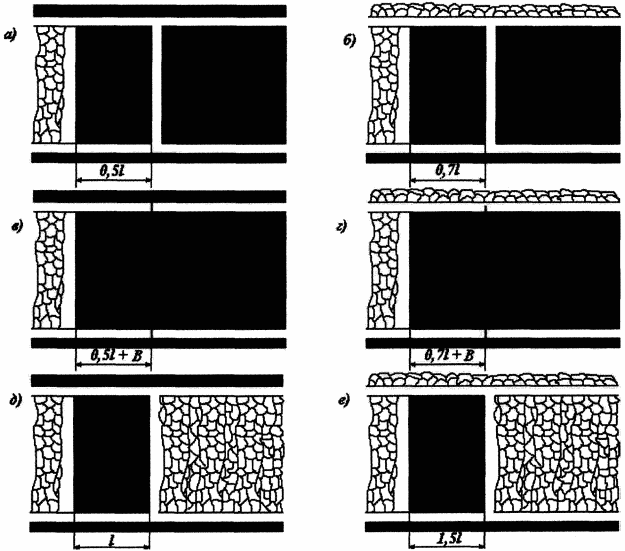 а)
б)
0,5l
0,7l
в)
г)
0,5l + В
0,7l + В
д)
е)
l
1,5l